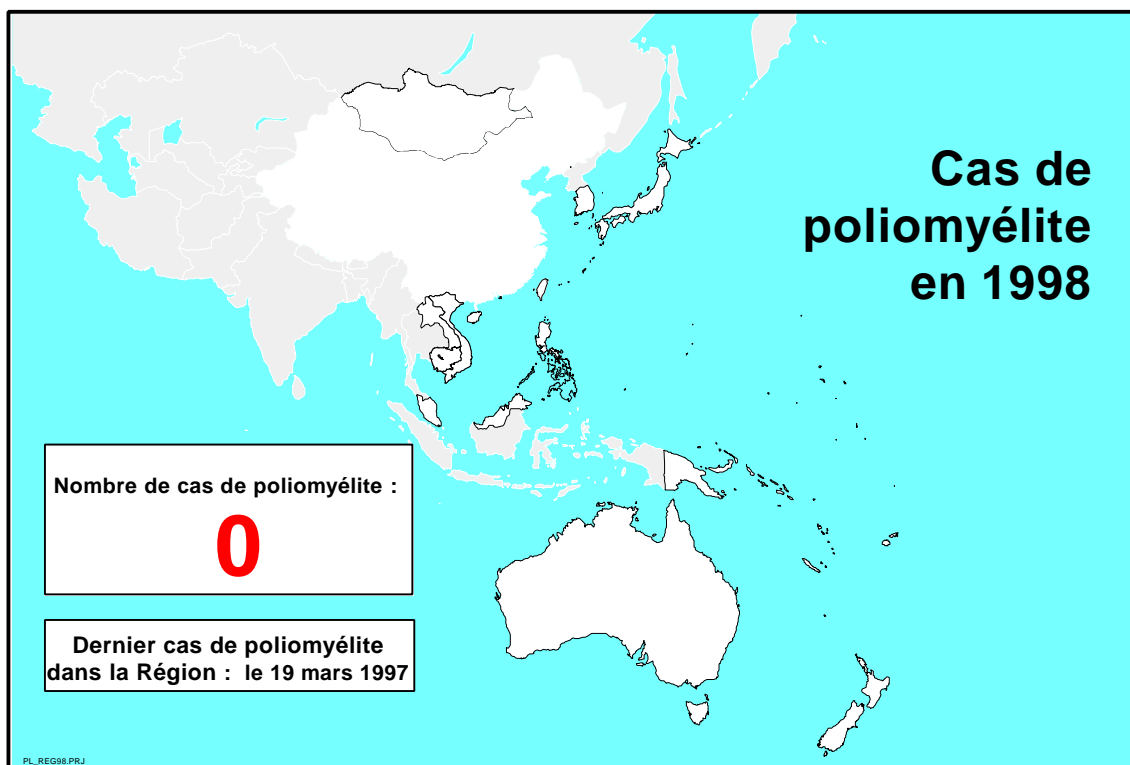 Cas de
poliomyélite
en 1998
Nombre de cas de poliomyélite :
0
Dernier cas de poliomyélite
dans la Région : le 19 mars 1997
PL_REG98.PRJ